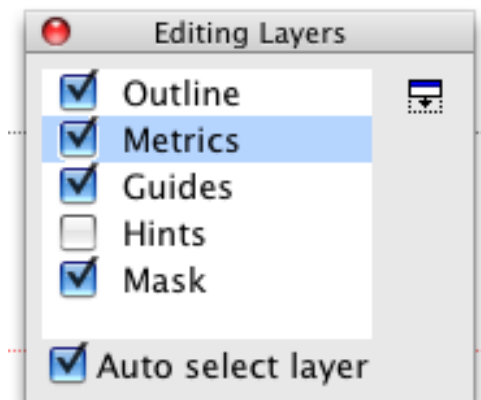 Editing Layers
Outline
Metrics
Guides
Hints
Mask
Auto select layer